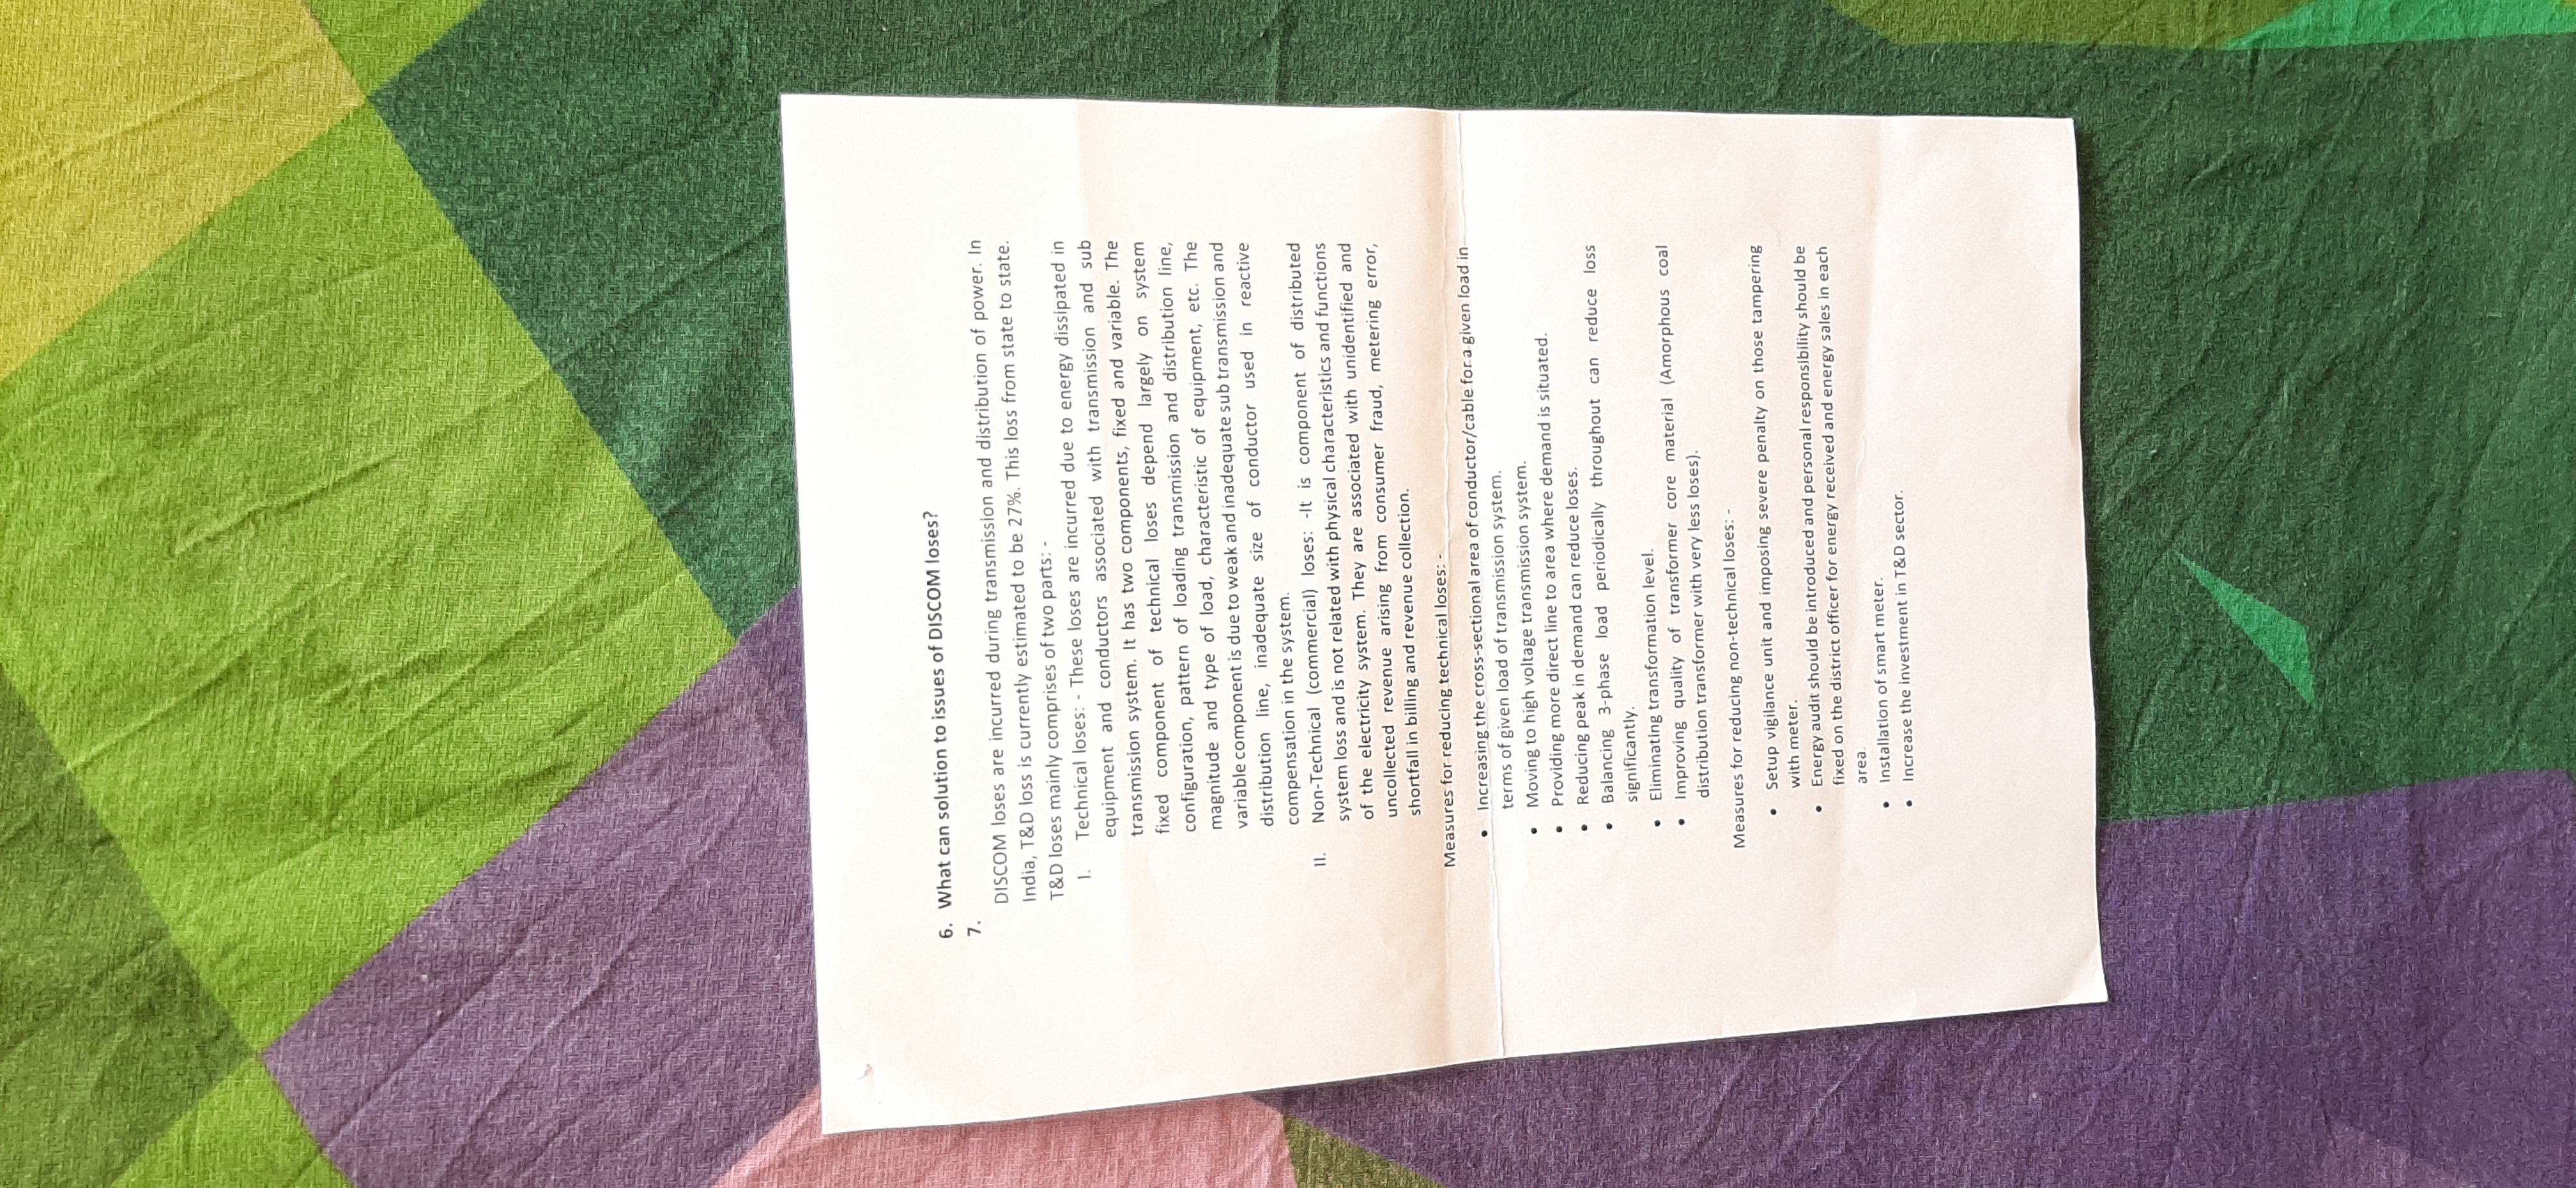 6. What can solution to issues of DISCOM loses?
7.
DISCOM loses are incurred during transmission and distribution of power. In
India, T&D loss is currently estimated to be 27%. This loss from state to state.
T&D loses mainly comprises of two parts: -
I. Technical loses: - These loses are incurred due to energy dissipated in
equipment and conductors associated with transmission and sub
transmission system. It has two components, fixed and variable. The
fixed component of technical loses depend largely on system
configuration, pattern of loading transmission and distribution line,
magnitude and type of load, characteristic of equipment, etc. The
variable component is due to weak and inadequate sub transmission and
distribution line, inadequate size of conductor used in reactive
compensation in the system.
II. Non-Technical (commercial) loses: -It is component of distributed
system loss and is not related with physical characteristics and functions
of the electricity system. They are associated with unidentified and
uncollected revenue arising from consumer fraud, metering error,
shortfall in billing and revenue collection.
Measures for reducing technical loses: -
• Increasing the cross-sectional area of conductor/cable for a given load in
terms of given load of transmission system.
• Moving to high voltage transmission system.
• Providing more direct line to area where demand is situated.
• Reducing peak in demand can reduce loses.
• Balancing 3-phase load periodically throughout can reduce loss
significantly.
• Eliminating transformation level.
• Improving quality of transformer core material (Amorphous coal
distribution transformer with very less loses).
Measures for reducing non-technical loses: -
• Setup vigilance unit and imposing severe penalty on those tampering
with meter.
• Energy audit should be introduced and personal responsibility should be
fixed on the district officer for energy received and energy sales in each
area.
• Installation of smart meter.
• Increase the investment in T&D sector.